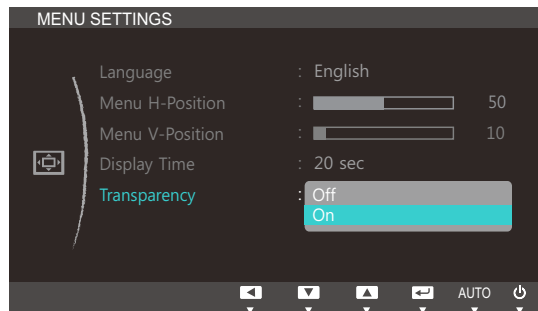 MENU SETTINGS
Language : English
Menu H-Position : 50
Menu V-Position : 10
Display Time : 20 sec
Transparency : Off
On
AUTO